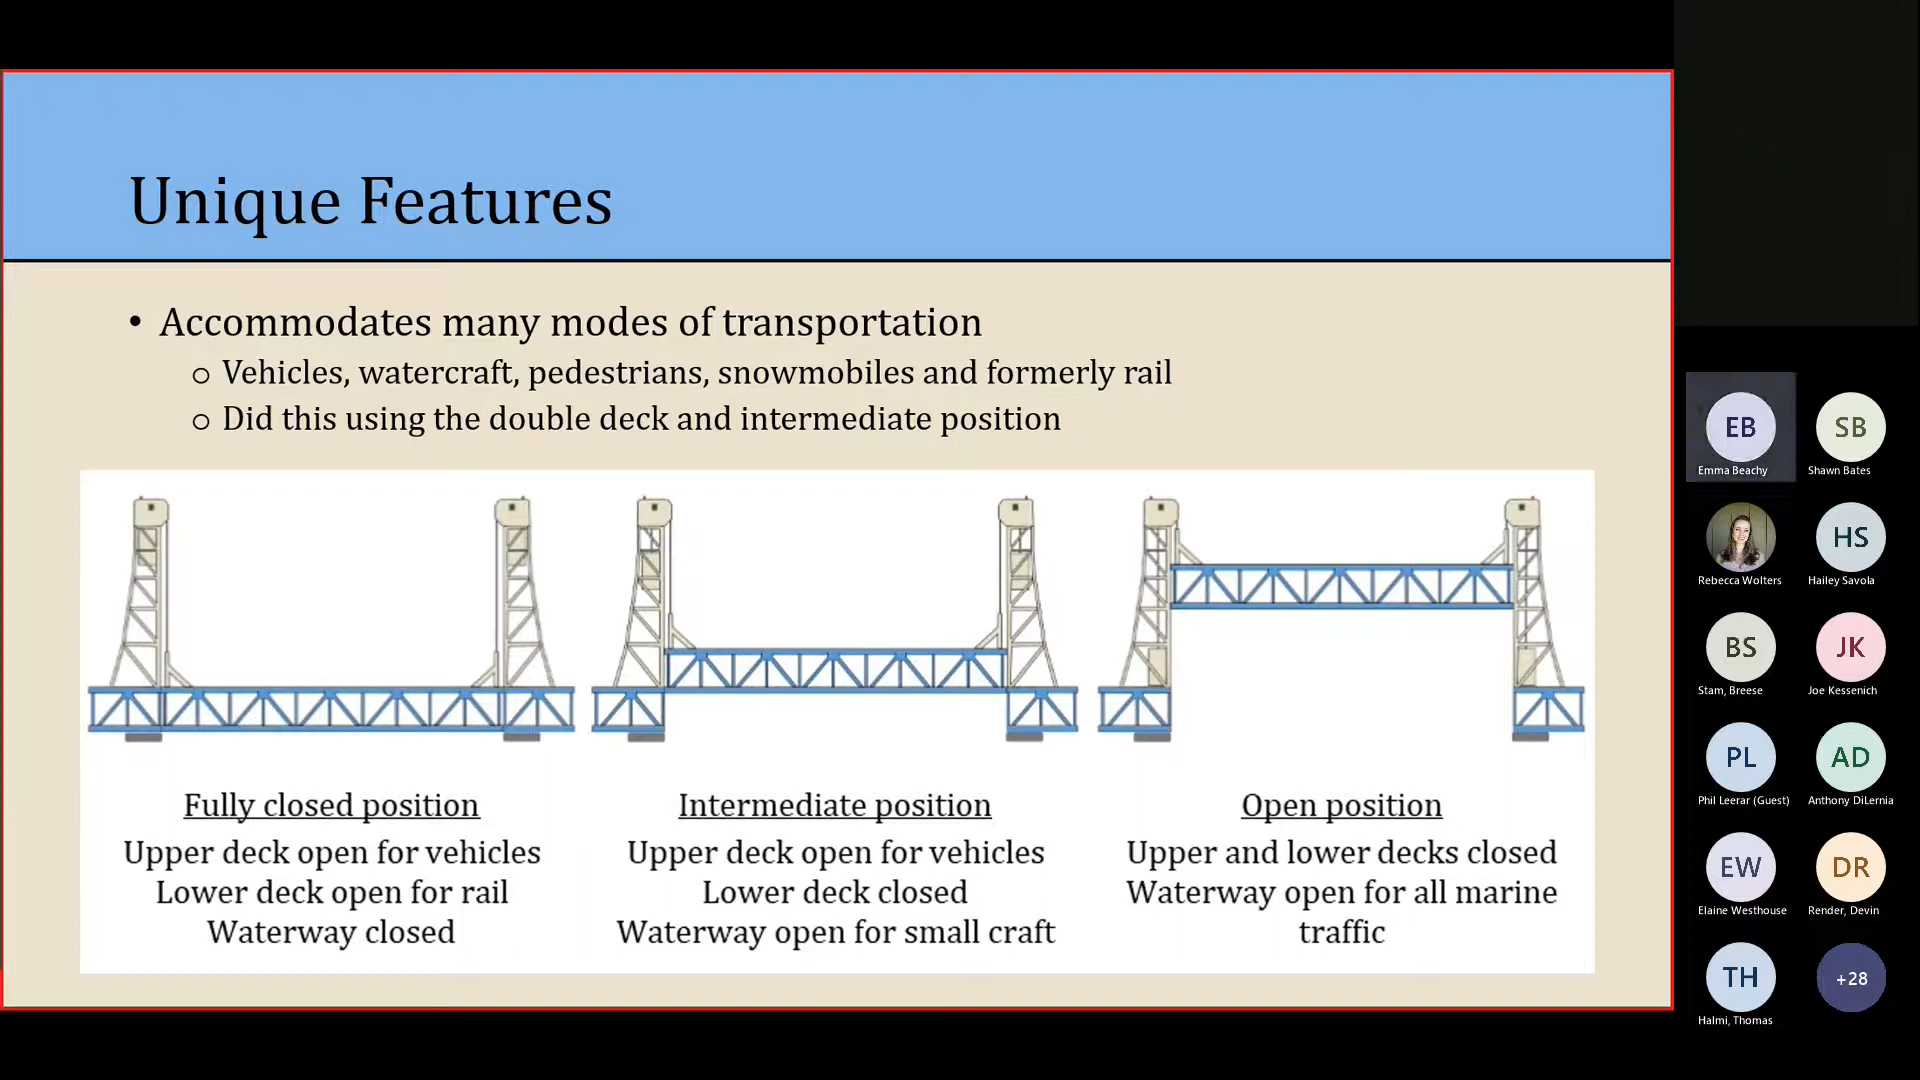 Unique Features
• Accommodates many modes of transportation
o Vehicles, watercraft, pedestrians, snowmobiles and formerly rail
o Did this using the double deck and intermediate position
Fully closed position
Upper deck open for vehicles
Lower deck open for rail
Waterway closed
Intermediate position
Upper deck open for vehicles
Lower deck closed
Waterway open for small craft
Open position
Upper and lower decks closed
Waterway open for all marine
traffic
EB
Emma Beachy
SB
Shawn Bates
Rebecca Wolters
HS
Hailey Savola
BS
Stam, Breese
JK
Joe Kessenich
PL
Phil Leerar (Guest)
AD
Anthony DiLernia
EW
Elaine Westhouse
DR
Render, Devin
TH
Halmi, Thomas
+28